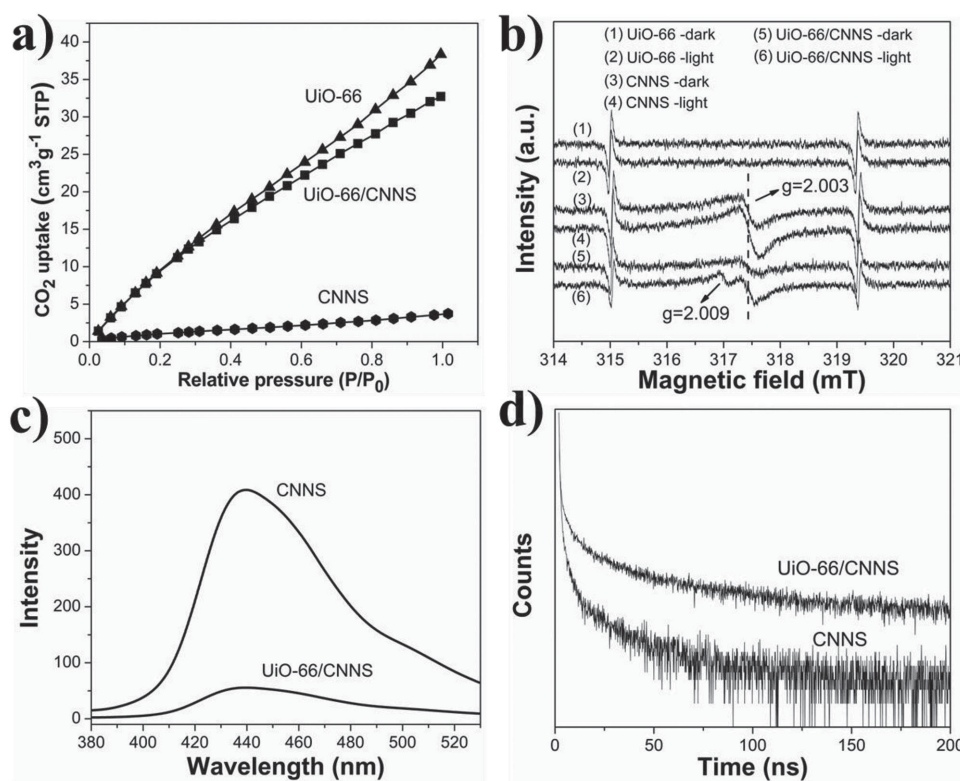 a)
CO2 uptake (cm3g-1 STP)
40
35
30
25
20
15
10
5
0
UiO-66
UiO-66/CNNS
CNNS
0.0 0.2 0.4 0.6 0.8 1.0
Relative pressure (P/P0)
b)
Intensity (a.u.)
(1) UiO-66 -dark
(2) UiO-66 -light
(3) CNNS -dark
(4) CNNS -light
(5) UiO-66/CNNS -dark
(6) UiO-66/CNNS -light
(1)
(2)
(3)
(4)
(5)
(6)
g=2.003
g=2.009
314 315 316 317 318 319 320 321
Magnetic field (mT)
c)
Intensity
500
400
300
200
100
0
CNNS
UiO-66/CNNS
380 400 420 440 460 480 500 520
Wavelength (nm)
d)
Counts
UiO-66/CNNS
CNNS
0 50 100 150 200
Time (ns)